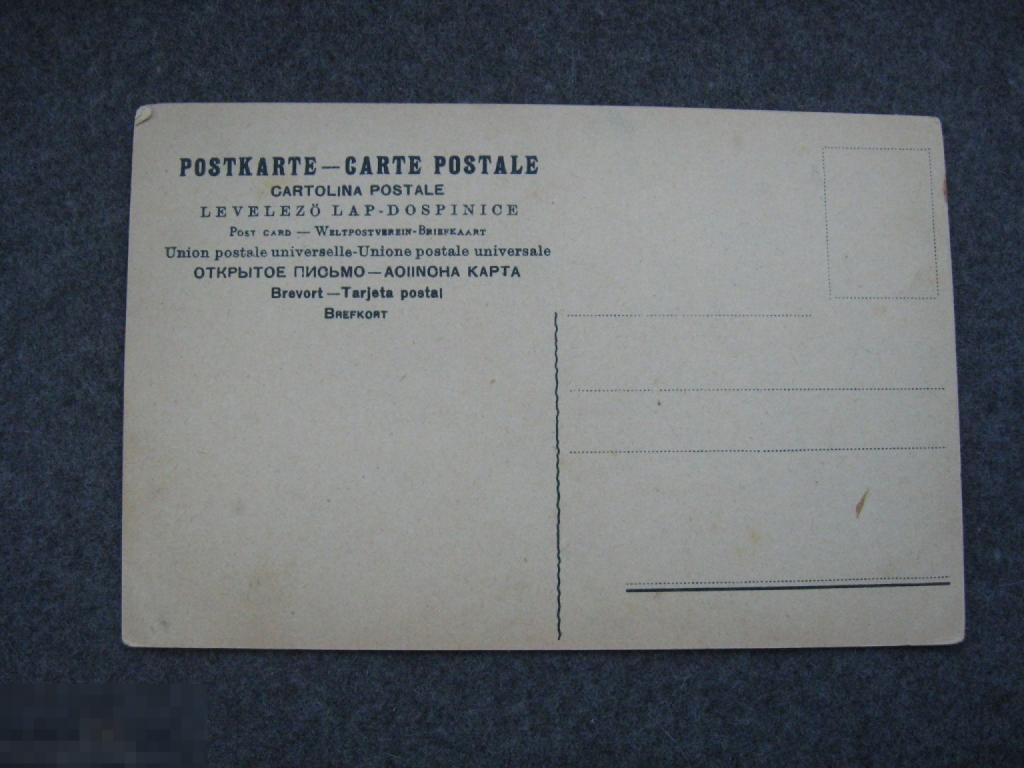 POSTKARTE — CARTE POSTALE
CARTOLINA POSTALE
LEVELEZÖ LAP-DOSPINICE
POST CARD — WELTPOSTVEREIN-BRIEFKAART
Union postale universelle-Unione postale universale
ОТКРЫТОЕ ПИСЬМО — AOIINOHA КАРТА
Brevort — Tarjeta postal
BREFKORT